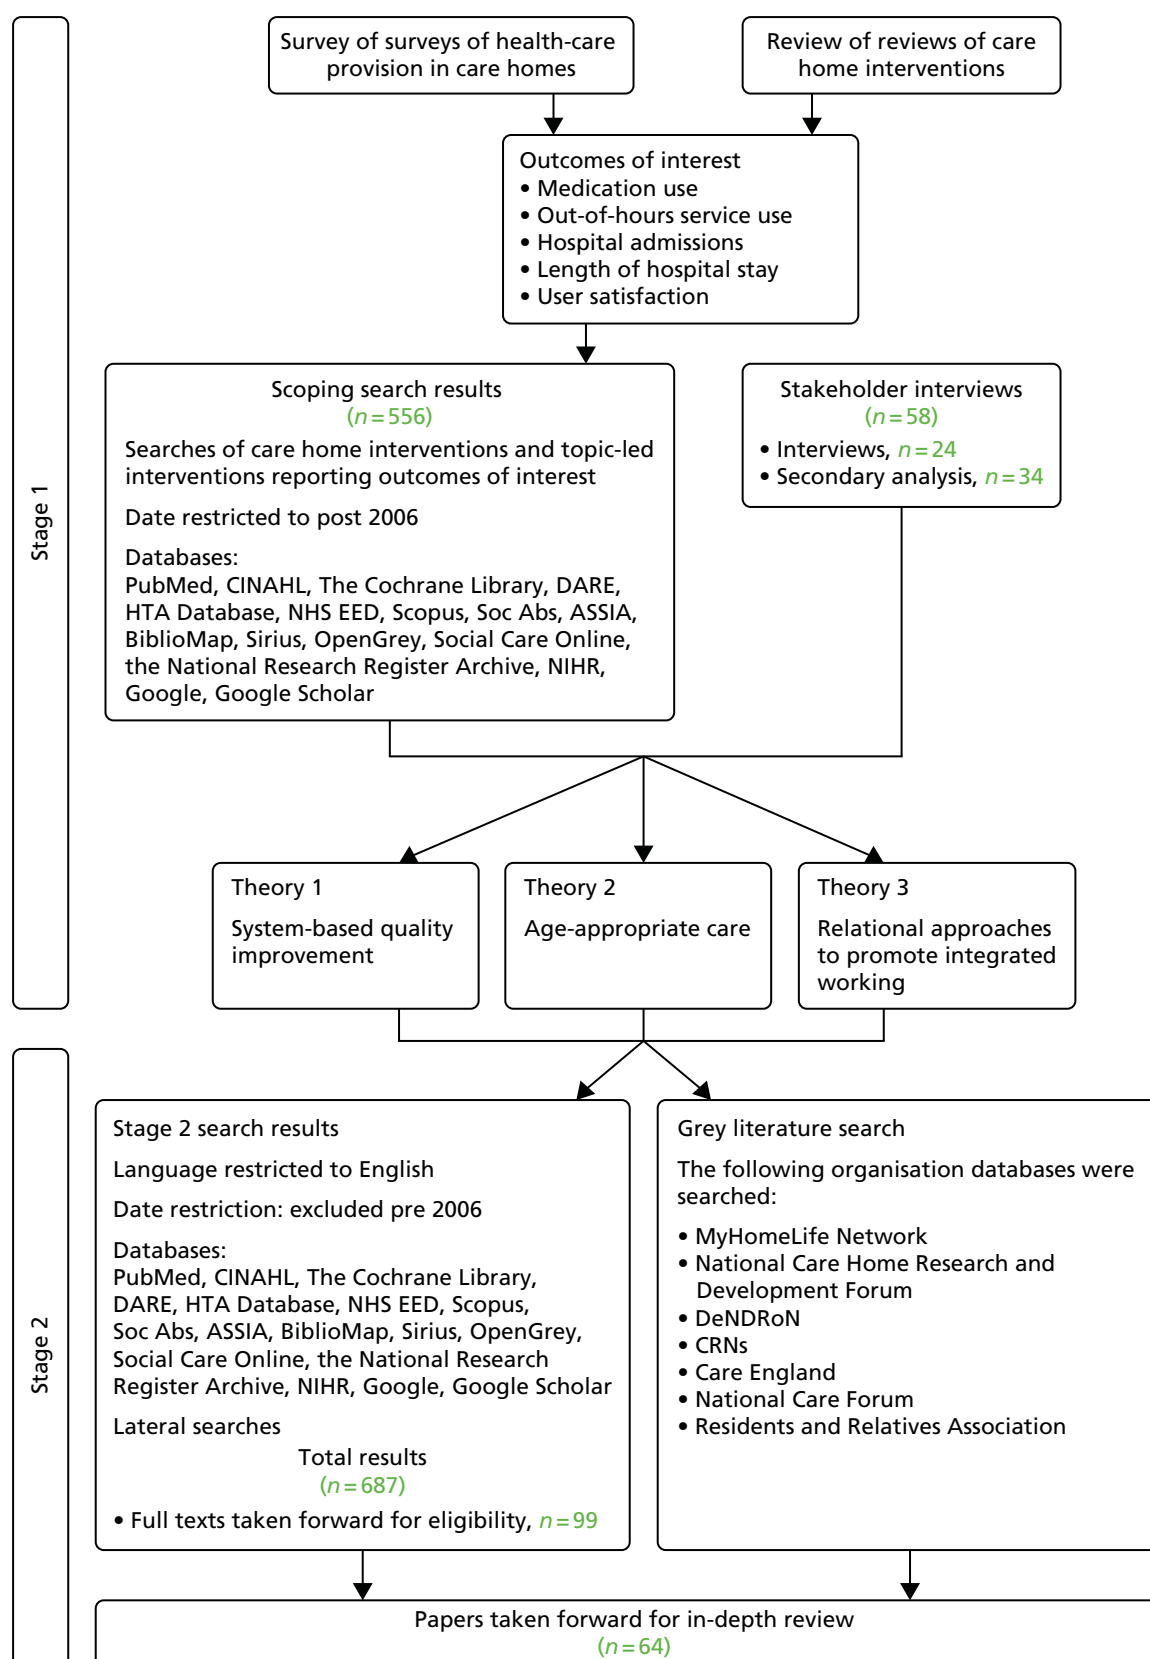 Stage 1
Survey of surveys of health-care
provision in care homes
Review of reviews of care
home interventions
Outcomes of interest
• Medication use
• Out-of-hours service use
• Hospital admissions
• Length of hospital stay
• User satisfaction
Scoping search results
(n=556)
Searches of care home interventions and topic-led
interventions reporting outcomes of interest
Date restricted to post 2006
Databases:
PubMed, CINAHL, The Cochrane Library, DARE,
HTA Database, NHS EED, Scopus, Soc Abs, ASSIA,
BiblioMap, Sirius, OpenGrey, Social Care Online,
the National Research Register Archive, NIHR,
Google, Google Scholar
Stakeholder interviews
(n=58)
• Interviews, n=24
• Secondary analysis, n=34
Theory 1
System-based quality
improvement
Theory 2
Age-appropriate care
Theory 3
Relational approaches
to promote integrated
working
Stage 2
Stage 2 search results
Language restricted to English
Date restriction: excluded pre 2006
Databases:
PubMed, CINAHL, The Cochrane Library,
DARE, HTA Database, NHS EED, Scopus,
Soc Abs, ASSIA, BiblioMap, Sirius, OpenGrey,
Social Care Online, the National Research
Register Archive, NIHR, Google, Google Scholar
Lateral searches
Total results
(n=687)
• Full texts taken forward for eligibility, n=99
Grey literature search
The following organisation databases were
searched:
• MyHomeLife Network
• National Care Home Research and
Development Forum
• DeNDRoN
• CRNs
• Care England
• National Care Forum
• Residents and Relatives Association
Papers taken forward for in-depth review
(n=64)